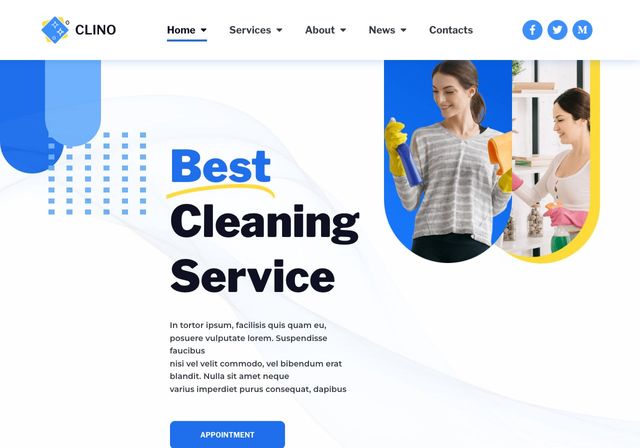 CLINO
Home Services About News Contacts
Best
Cleaning
Service
In tortor ipsum, facilisis quis quam eu,
posuere vulputate lorem. Suspendisse
faucibus
nisi vel velit commodo, vel bibendum erat
blandit. Nulla sit amet neque
varius imperdiet purus consequat, dapibus
APPOINTMENT